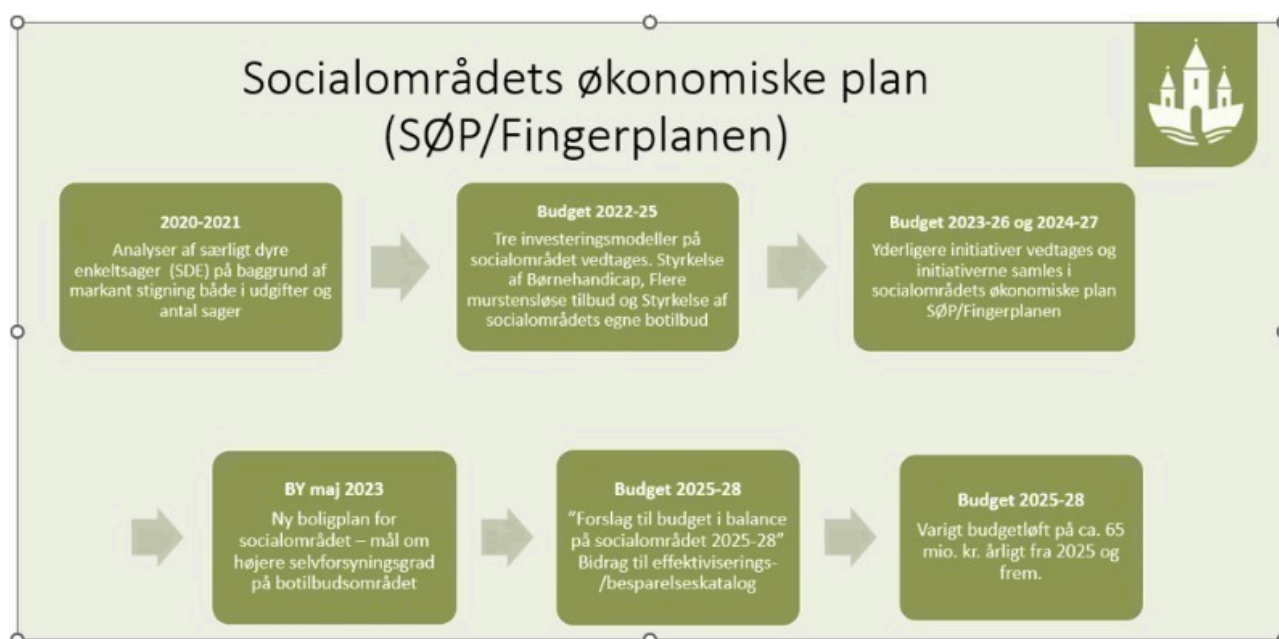 Socialområdets økonomiske plan
(SØP/Fingerplanen)
2020-2021
Analyser af særligt dyre
enkeltsager (SDE) på baggrund af
markant stigning både i udgifter og
antal sager
Budget 2022-25
Tre investeringsmodeller på
socialområdet vedtages. Styrkelse
af Børnehandicap, Flere
murstensløse tilbud og Styrkelse af
socialområdets egne botilbud
Budget 2023-26 og 2024-27
Yderligere initiativer vedtages og
initiativerne samles i
socialområdets økonomiske plan
SØP/Fingerplanen
BY maj 2023
Ny boligplan for
socialområdet – mål om
højere selvforsyningsgrad
på botilbudsområdet
Budget 2025-28
”Forslag til budget i balance
på socialområdet 2025-28”
Bidrag til effektiviserings-
/besparelseskatalog
Budget 2025-28
Varigt budgetløft på ca. 65
mio. kr. årligt fra 2025 og
frem.